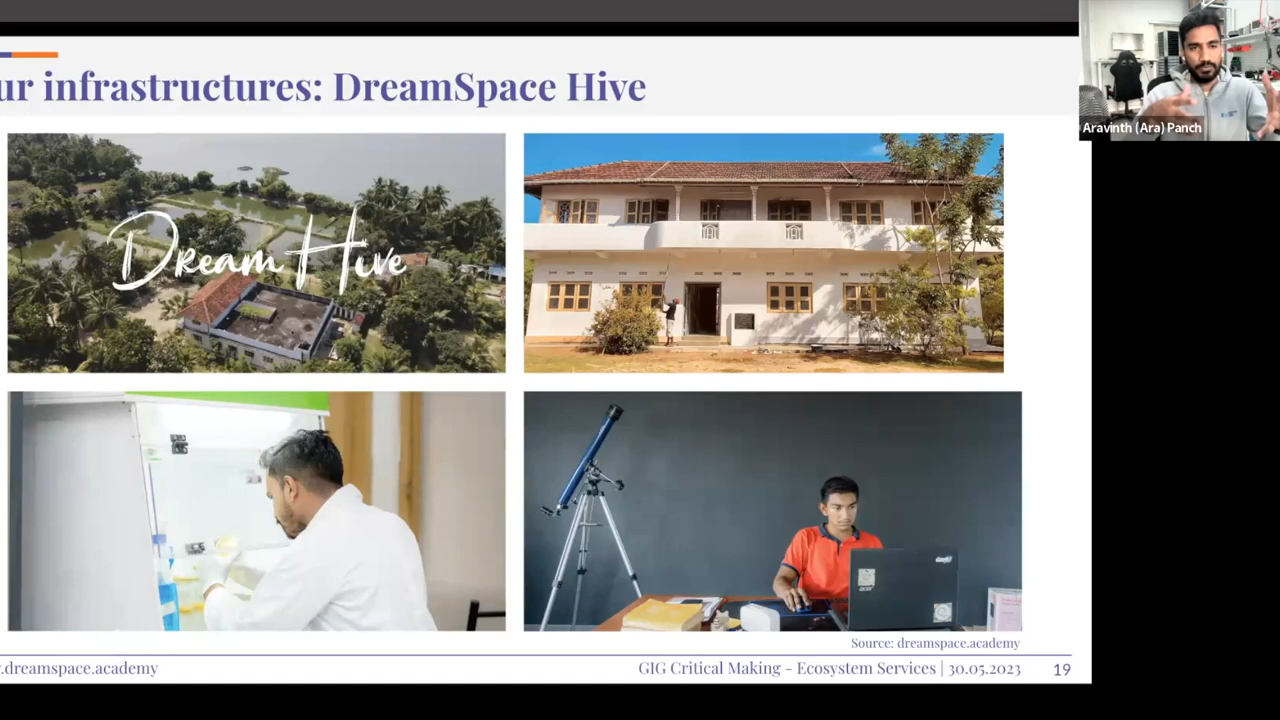 ur infrastructures: DreamSpace Hive
Aravinth (Ara) Panch
Dream Hive
acer
Source: dreamspace.academy
.dreamspace.academy
GIG Critical Making - Ecosystem Services | 30.05.2023
19